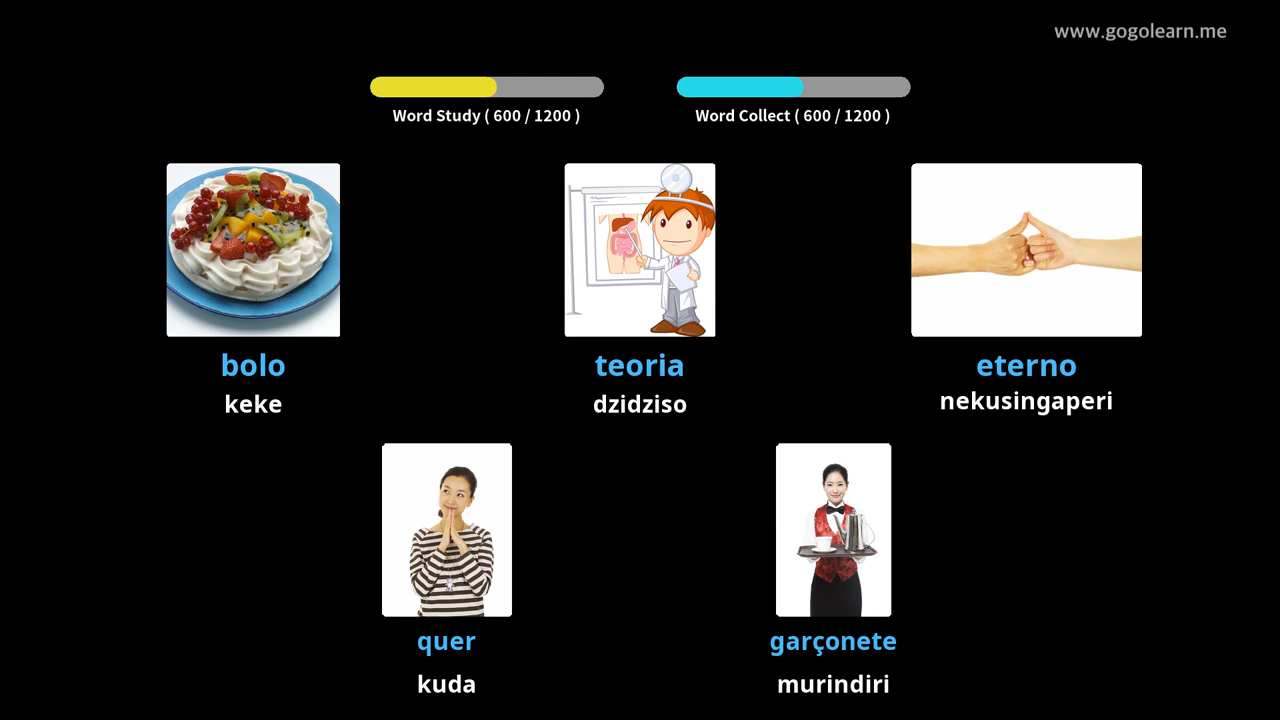 www.gogolearn.me
Word Study ( 600 / 1200 )
Word Collect ( 600 / 1200 )
bolo
keke
teoria
dzidziso
eterno
nekusingaperi
quer
kuda
garçonete
murindiri